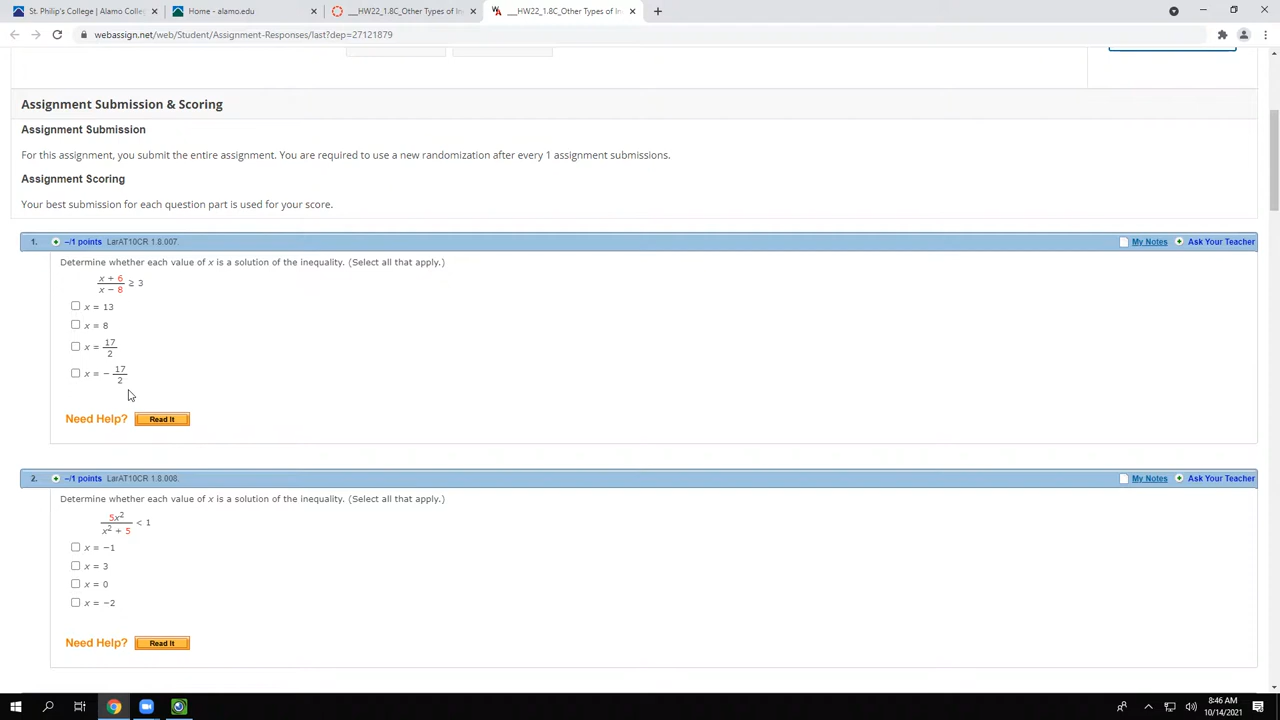 St. Philip's College | Alamo Colleg
Home - alamo.edu
___HW22_1.8C_Other Types of In
___HW22_1.8C_Other Types of In
webassign.net/web/Student/Assignment-Responses/last?dep=27121879
Assignment Submission & Scoring
Assignment Submission
For this assignment, you submit the entire assignment. You are required to use a new randomization after every 1 assignment submissions.
Assignment Scoring
Your best submission for each question part is used for your score.
1. –/1 points LarAT10CR 1.8.007. My Notes Ask Your Teacher
Determine whether each value of x is a solution of the inequality. (Select all that apply.)
x + 6
x − 8 ≥ 3
x = 13
x = 8
x = 17
2
x = − 17
2
Need Help? Read It
2. –/1 points LarAT10CR 1.8.008. My Notes Ask Your Teacher
Determine whether each value of x is a solution of the inequality. (Select all that apply.)
5x²
x² + 5 < 1
x = −1
x = 3
x = 0
x = −2
Need Help? Read It
8:46 AM
10/14/2021